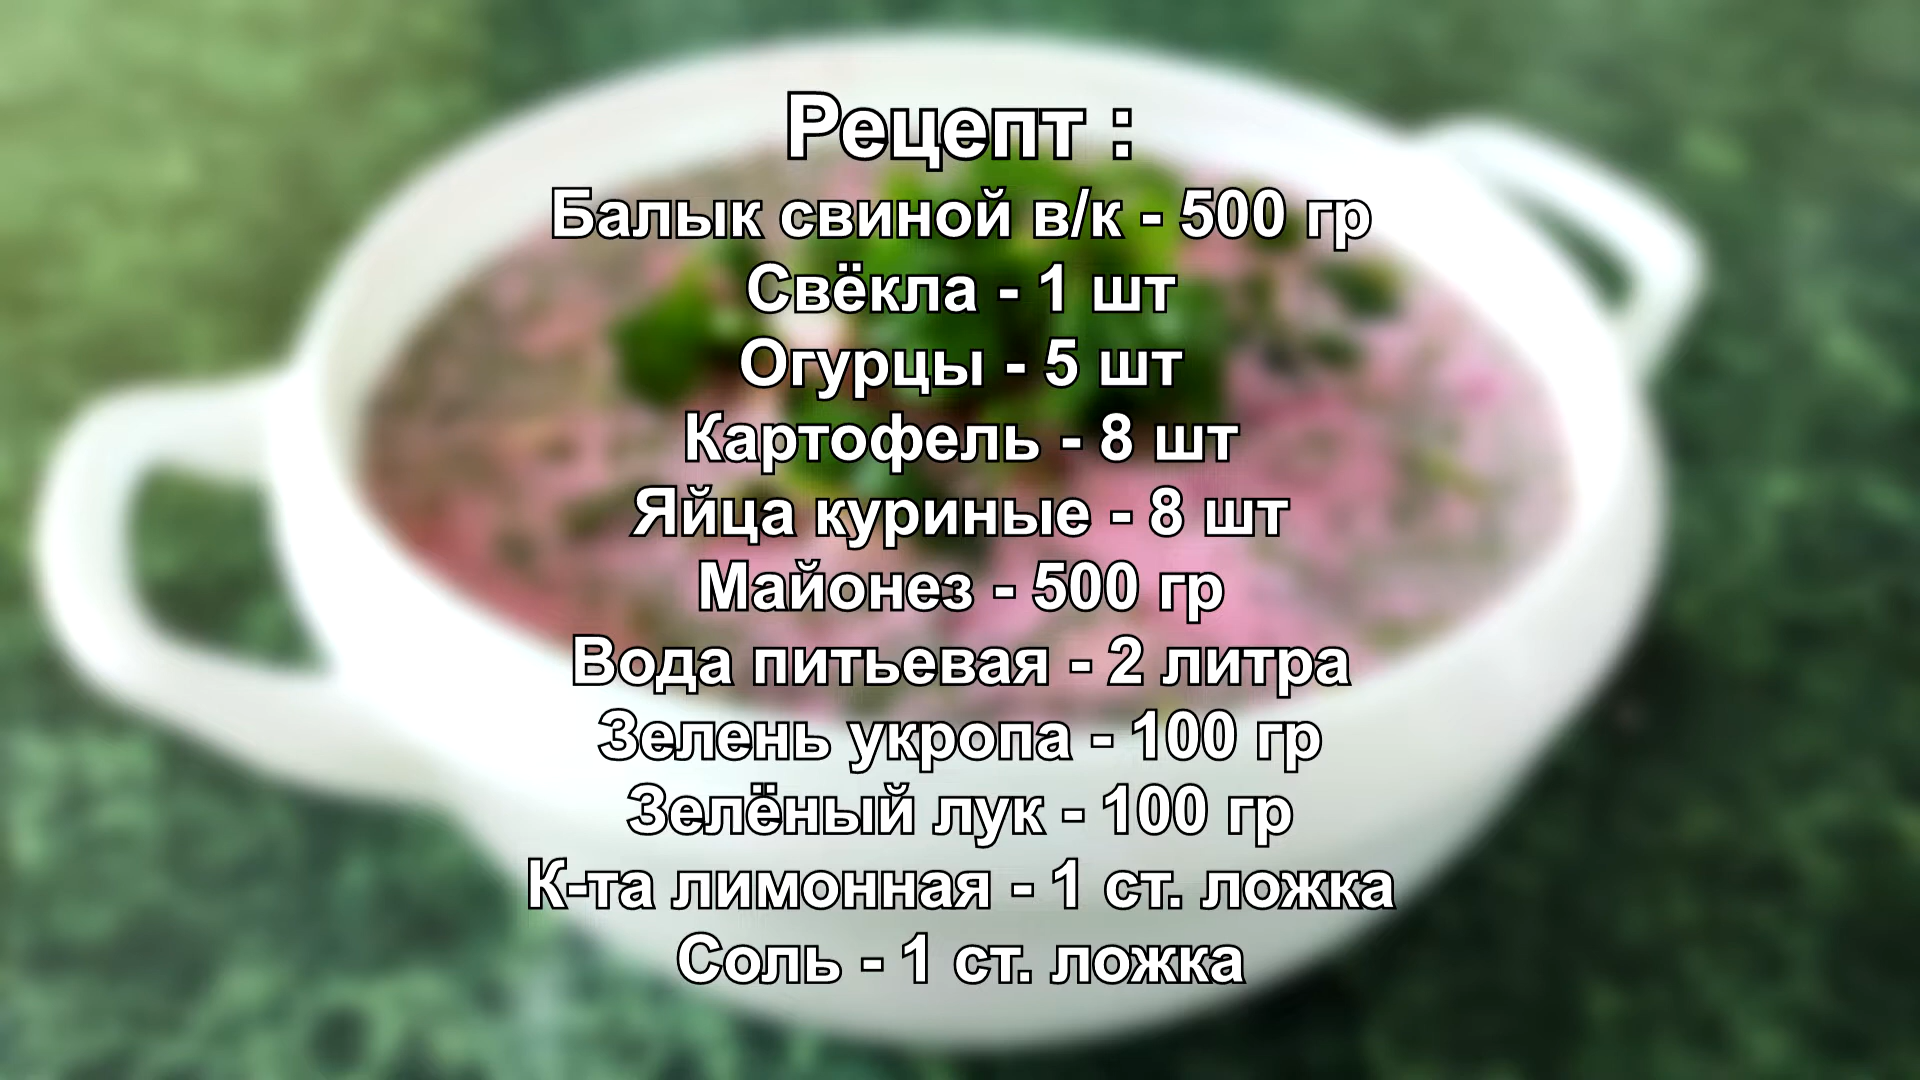 Рецепт :
Балык свиной в/к - 500 гр
Свёкла - 1 шт
Огурцы - 5 шт
Картофель - 8 шт
Яйца куриные - 8 шт
Майонез - 500 гр
Вода питьевая - 2 литра
Зелень укропа - 100 гр
Зелёный лук - 100 гр
К-та лимонная - 1 ст. ложка
Соль - 1 ст. ложка